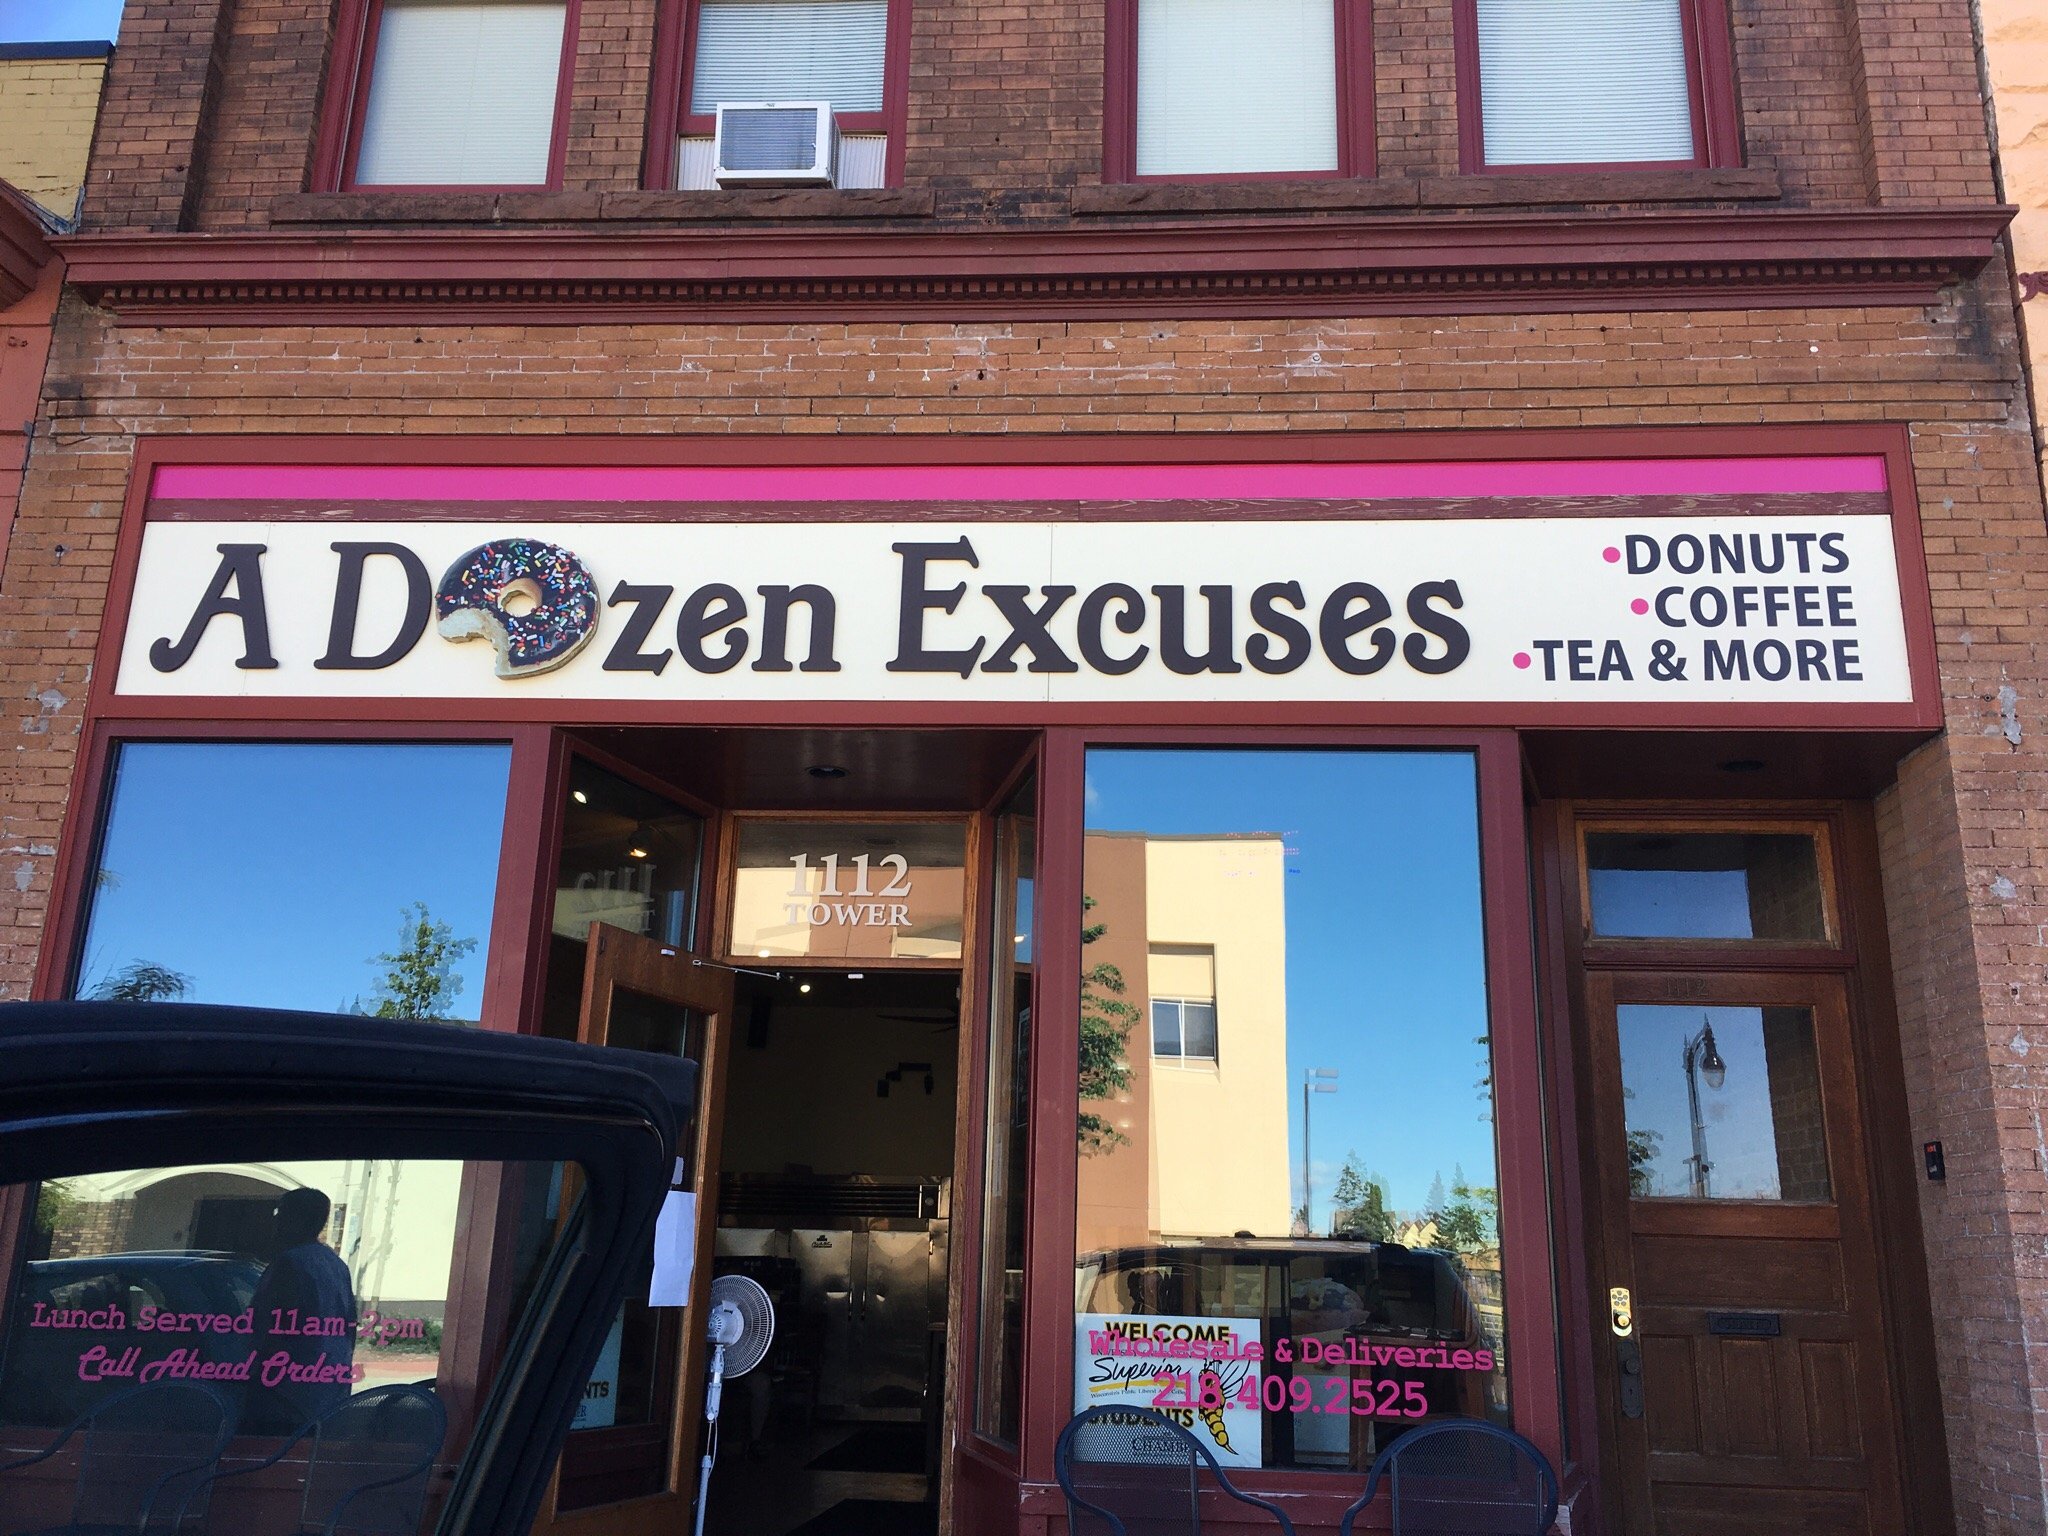 A Dozen Excuses
•DONUTS
•COFFEE
•TEA & MORE
1112
TOWER
1112
Lunch Served 11am-2pm
Call Ahead Orders
WELCOME
Superior
STUDENTS
Wholesale & Deliveries
218.409.2525